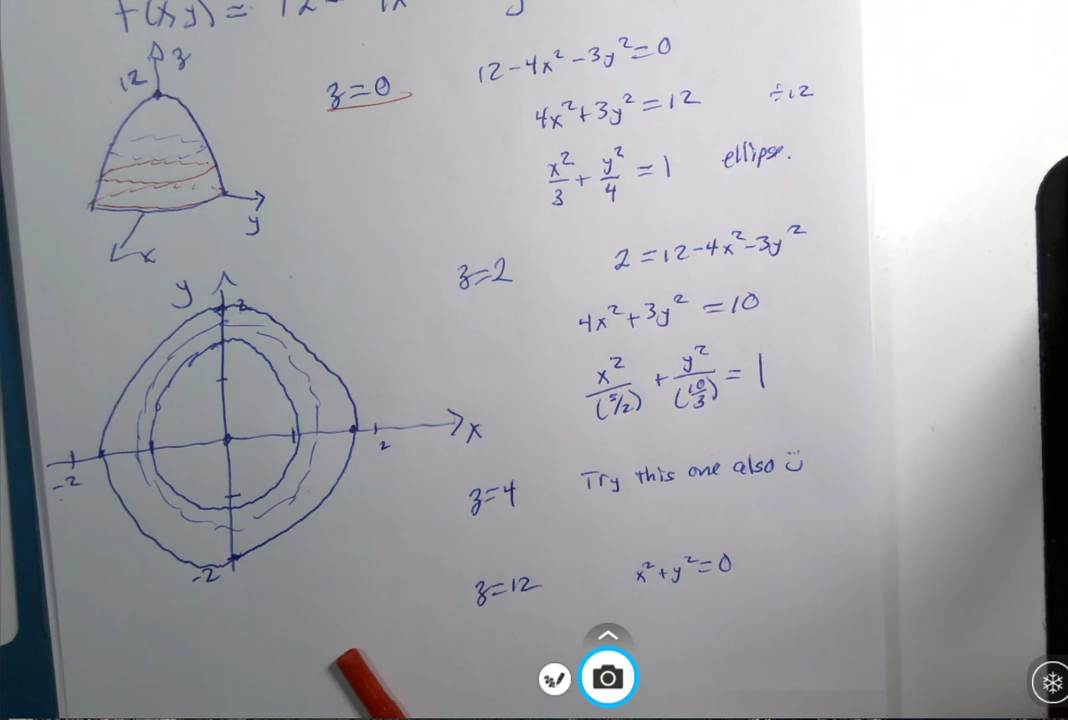 f(x,y) = 12 - 4x
y
z
12
y
x
z=0
12-4x²-3y²=0
4x²+3y²=12 ÷12
x²/3 + y²/4 = 1 ellipse.
z=2
2=12-4x²-3y²
4x²+3y²=10
x²/(5/2) + y²/(10/3) = 1
z=4
Try this one also
z=12
x²+y²=0
y
2
x
2
-2
-2